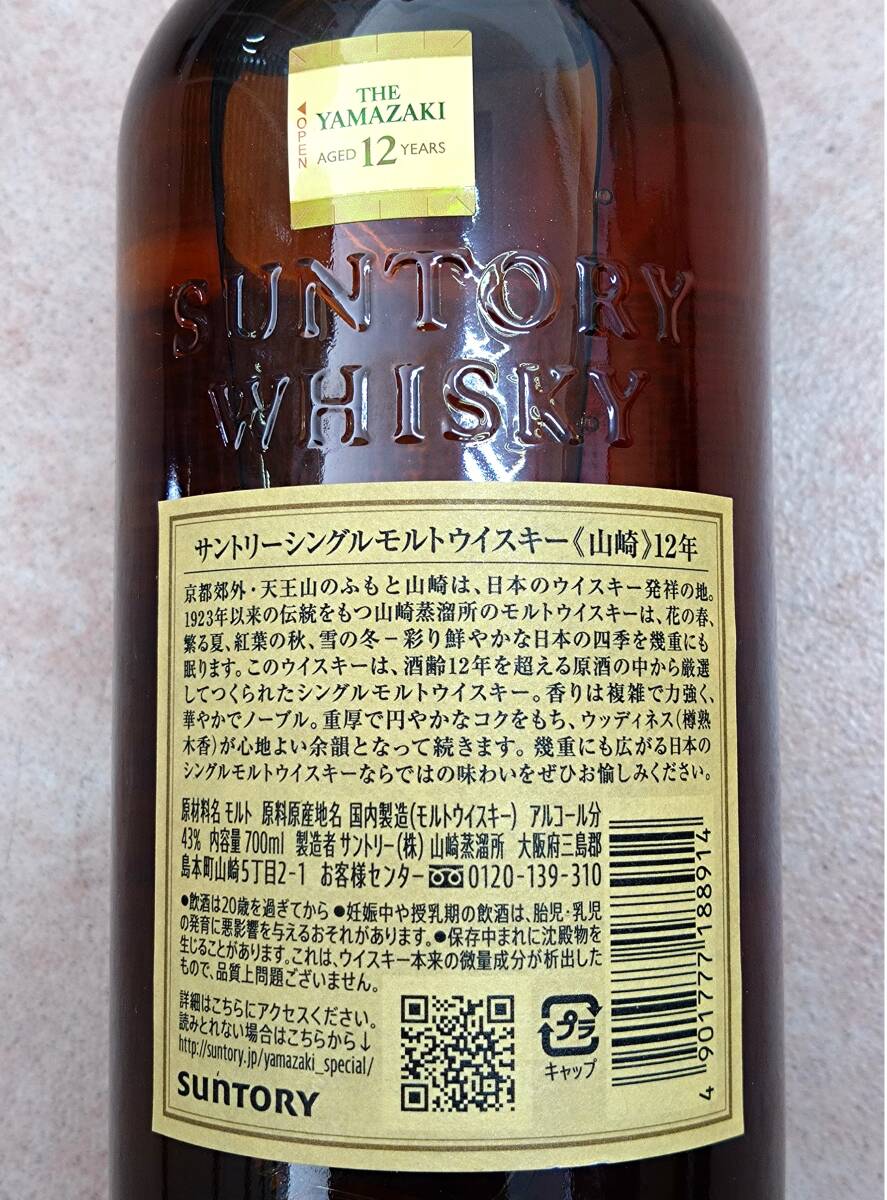 THE
YAMAZAKI
AGED 12 YEARS
◀OPEN
SUNTORY
WHISKY
サントリーシングルモルトウイスキー《山崎》12年
京都郊外・天王山のふもと山崎は、日本のウイスキー発祥の地。
1923年以来の伝統をもつ山崎蒸溜所のモルトウイスキーは、花の春、
繁る夏、紅葉の秋、雪の冬－彩り鮮やかな日本の四季を幾重にも
眠ります。このウイスキーは、酒齢12年を超える原酒の中から厳選
してつくられたシングルモルトウイスキー。香りは複雑で力強く、
華やかでノーブル。重厚で円やかなコクをもち、ウッディネス(樽熟
木香)が心地よい余韻となって続きます。幾重にも広がる日本の
シングルモルトウイスキーならではの味わいをぜひお愉しみください。
原材料名 モルト 原料原産地名 国内製造(モルトウイスキー) アルコール分
43% 内容量 700ml 製造者 サントリー(株) 山崎蒸溜所 大阪府三島郡
島本町山崎5丁目2-1 お客様センター 0120-139-310
●飲酒は20歳を過ぎてから ●妊娠中や授乳期の飲酒は、胎児・乳児
の発育に悪影響を与えるおそれがあります。●保存中まれに沈殿物を
生じることがあります。これは、ウイスキー本来の微量成分が析出した
もので、品質上問題ございません。
詳細はこちらにアクセスください。
読みとれない場合はこちらから↓
http://suntory.jp/yamazaki_special/
SUNTORY
プラ
キャップ
4 901777 188914